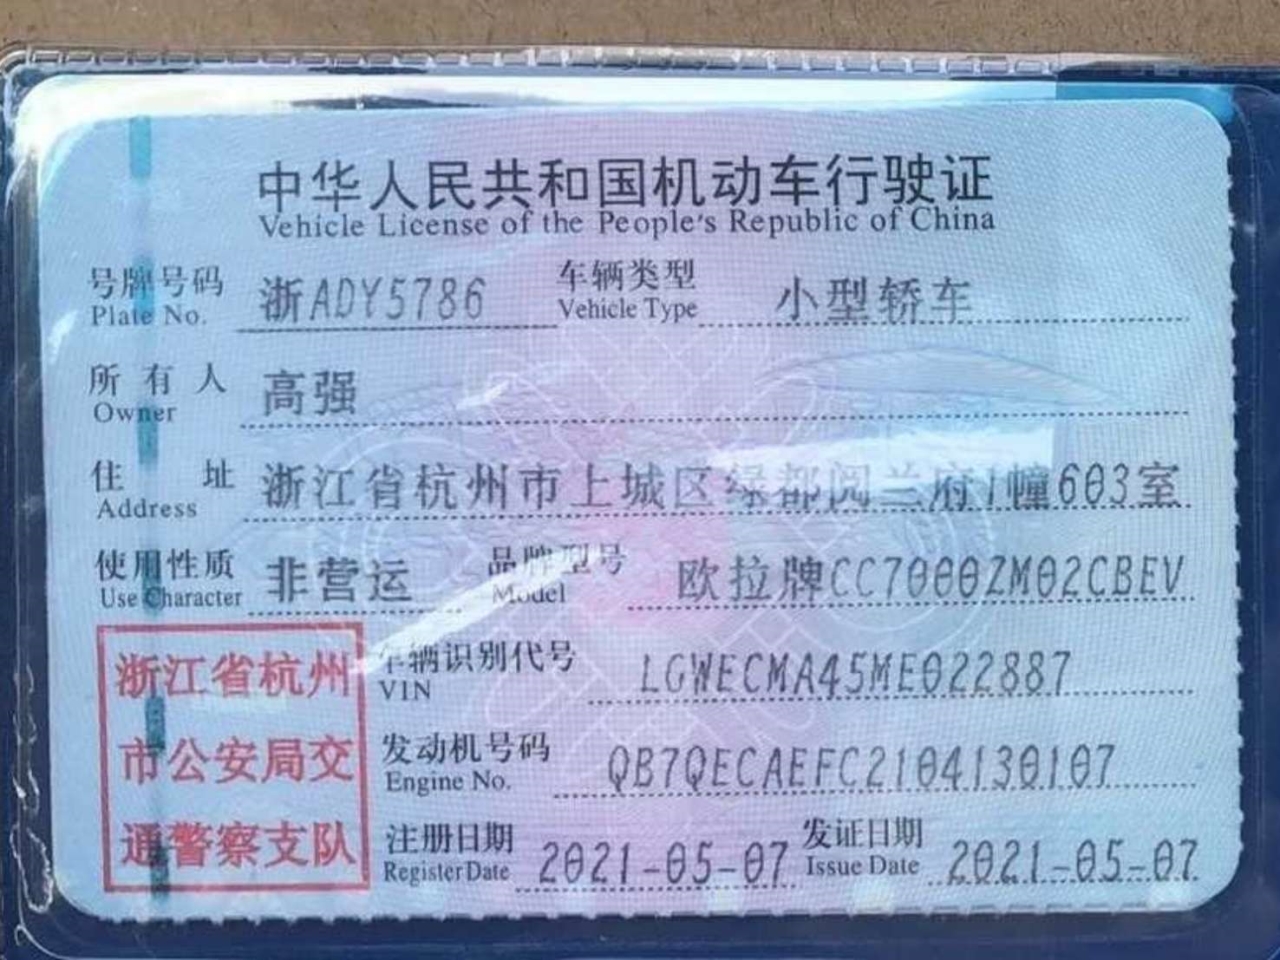 中华人民共和国机动车行驶证
Vehicle License of the People's Republic of China
号牌号码 浙ADY5786 车辆类型 小型轿车
Plate No. Vehicle Type
所有人 高强
Owner
住址 浙江省杭州市上城区绿都阅兰府1幢603室
Address
使用性质 非营运 品牌型号 欧拉牌CC7000ZM02CBEV
Use Character Model
浙江省杭州
市公安局交
通警察支队
车辆识别代号 LGWECMA45ME022887
VIN
发动机号码 QB7QECAEFC2104130107
Engine No.
注册日期 2021-05-07 发证日期 2021-05-07
Register Date Issue Date